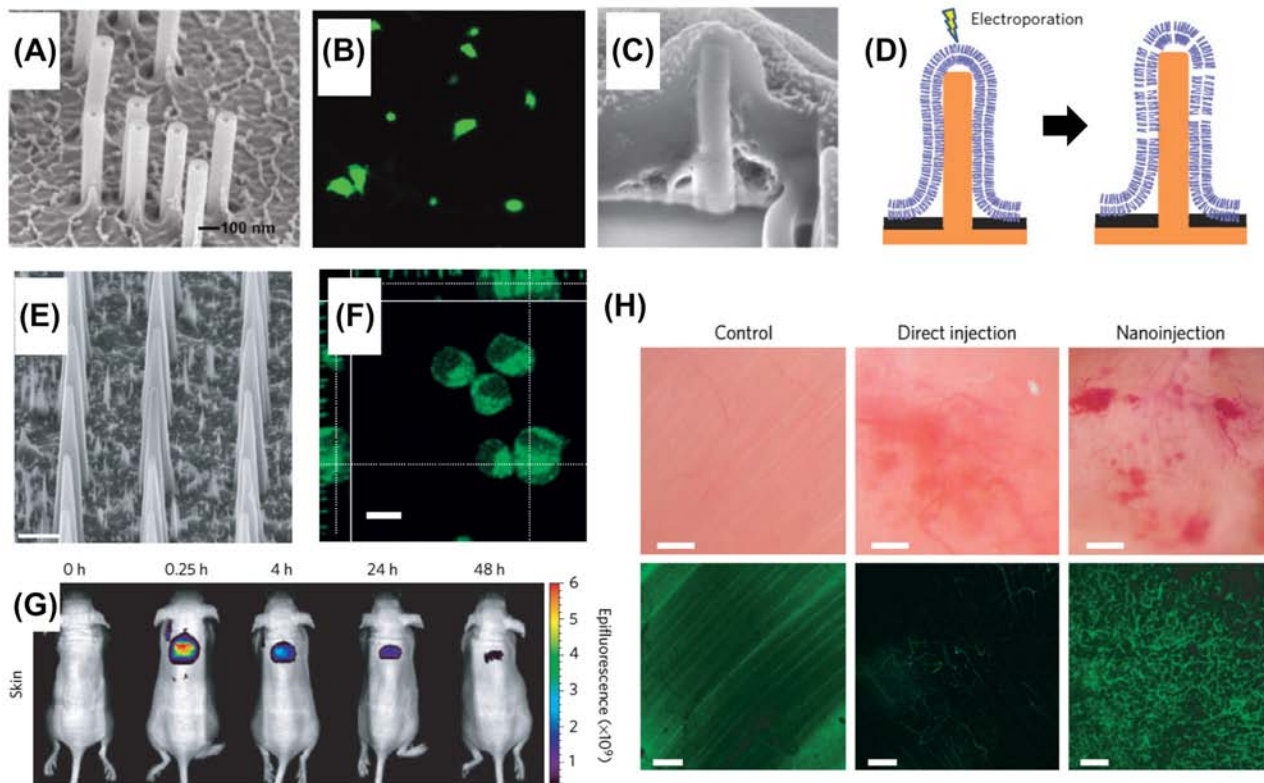 (A)
100 nm
(B)
(C)
(D)
Electroporation
(E)
(F)
(G)
0 h 0.25 h 4 h 24 h 48 h
Skin
6
5
4
3
2
1
Epifluorescence (×10⁹)
(H)
Control Direct injection Nanoinjection